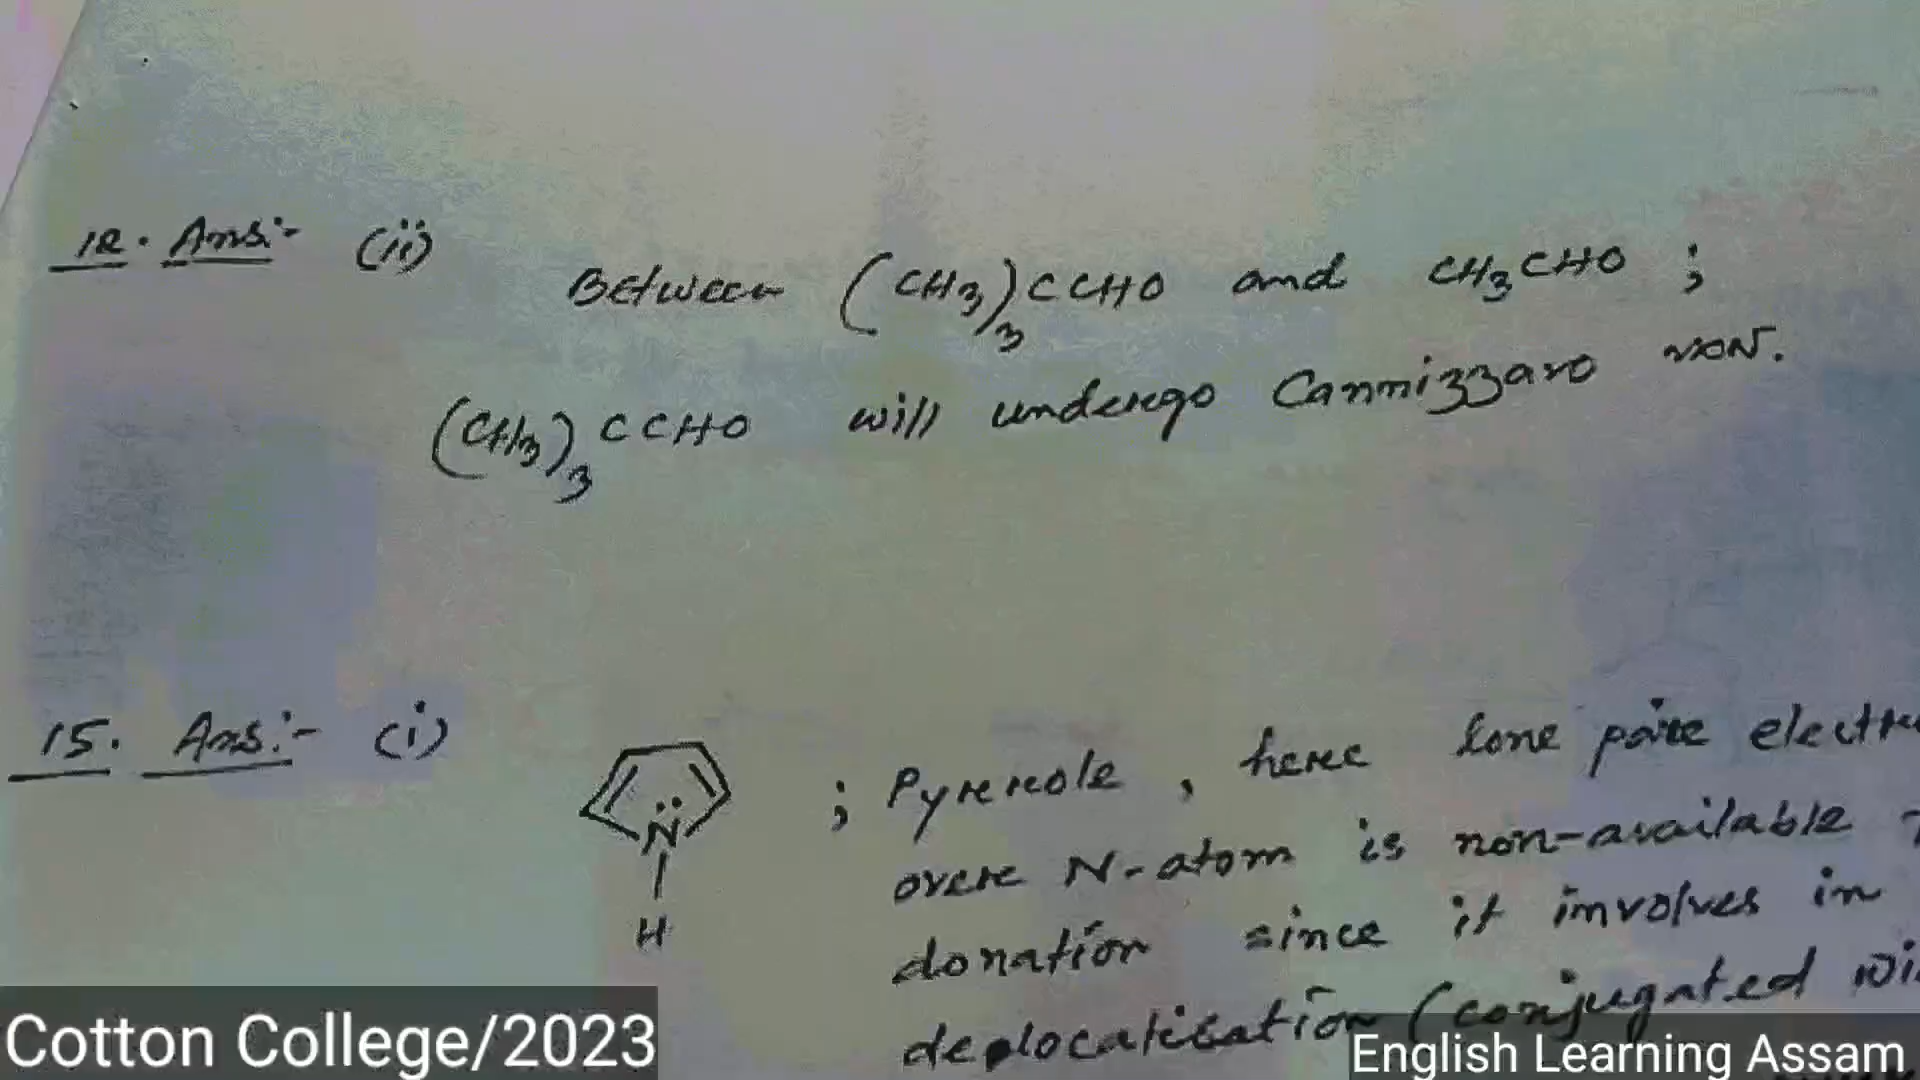 12. Ans:- (ii)
Between (CH3)3CCHO and CH3CHO ;
(CH3)3CCHO will undergo Cannizzaro rxn.
15. Ans:- (i)
N
H
; Pyrrole , here lone pair
over N-atom is non-available
donation since it involves in
delocalisation (conjugated
Cotton College/2023
English Learning Assam